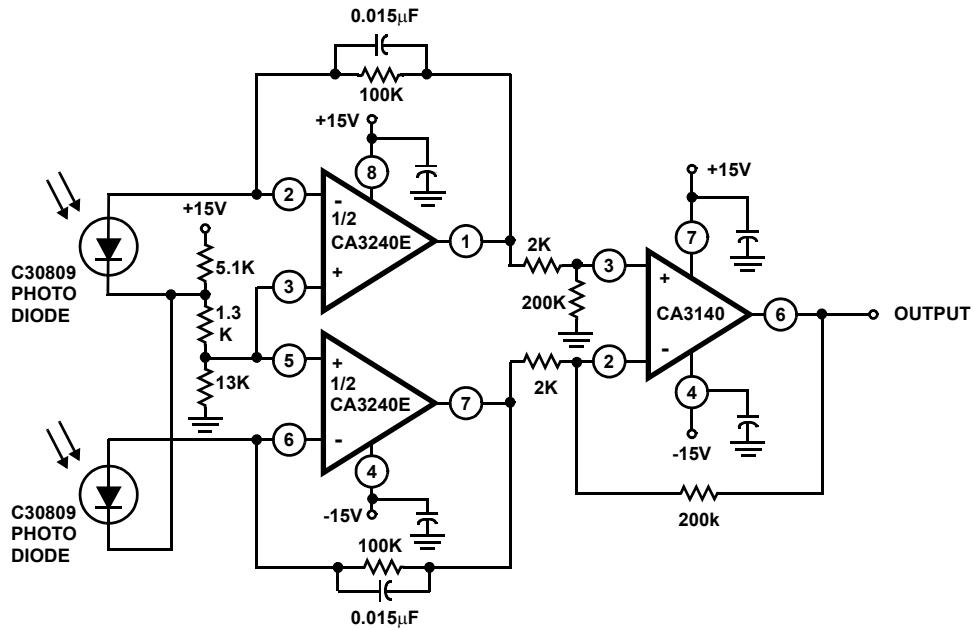 0.015μF
100K
+15V
8
2
-
1/2
CA3240E
+
3
1
+15V
5.1K
1.3
K
13K
C30809
PHOTO
DIODE
5
+
1/2
CA3240E
-
6
7
4
-15V
100K
0.015μF
C30809
PHOTO
DIODE
2K
200K
2K
3
2
+
CA3140
-
+15V
7
6
OUTPUT
4
-15V
200k